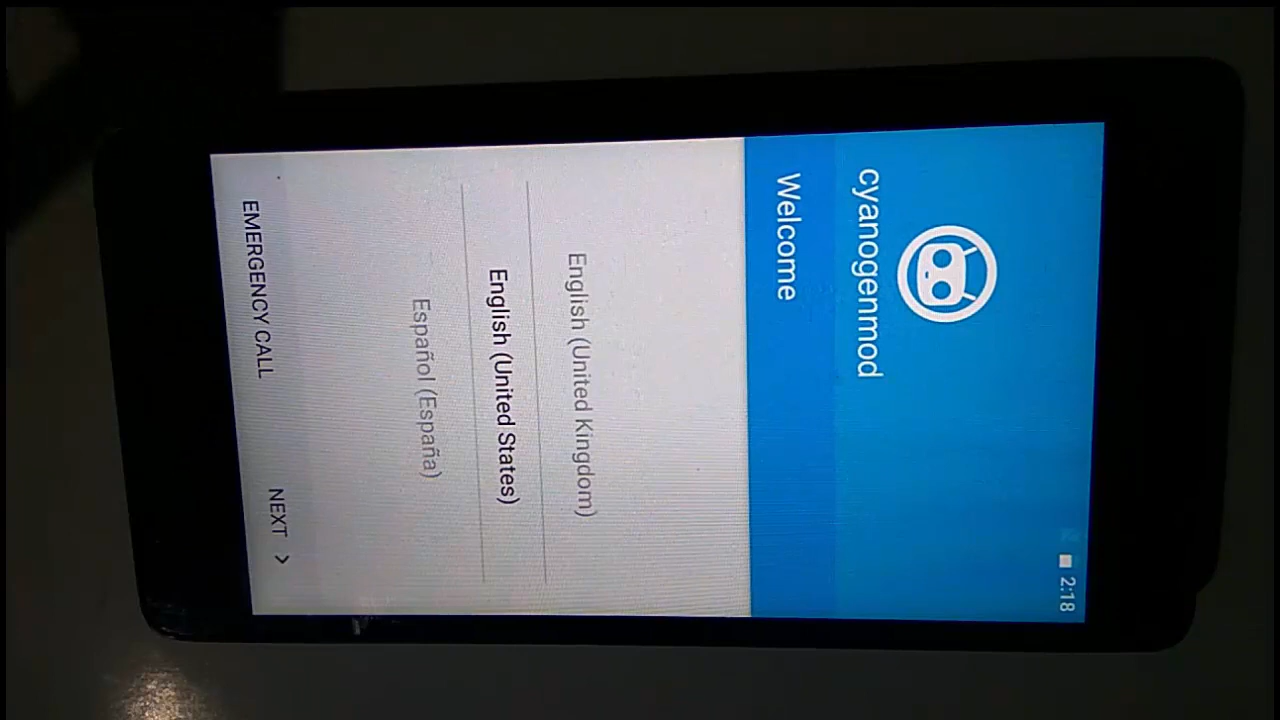 2:18
cyanogenmod
Welcome
English (United Kingdom)
English (United States)
Español (España)
EMERGENCY CALL
NEXT >